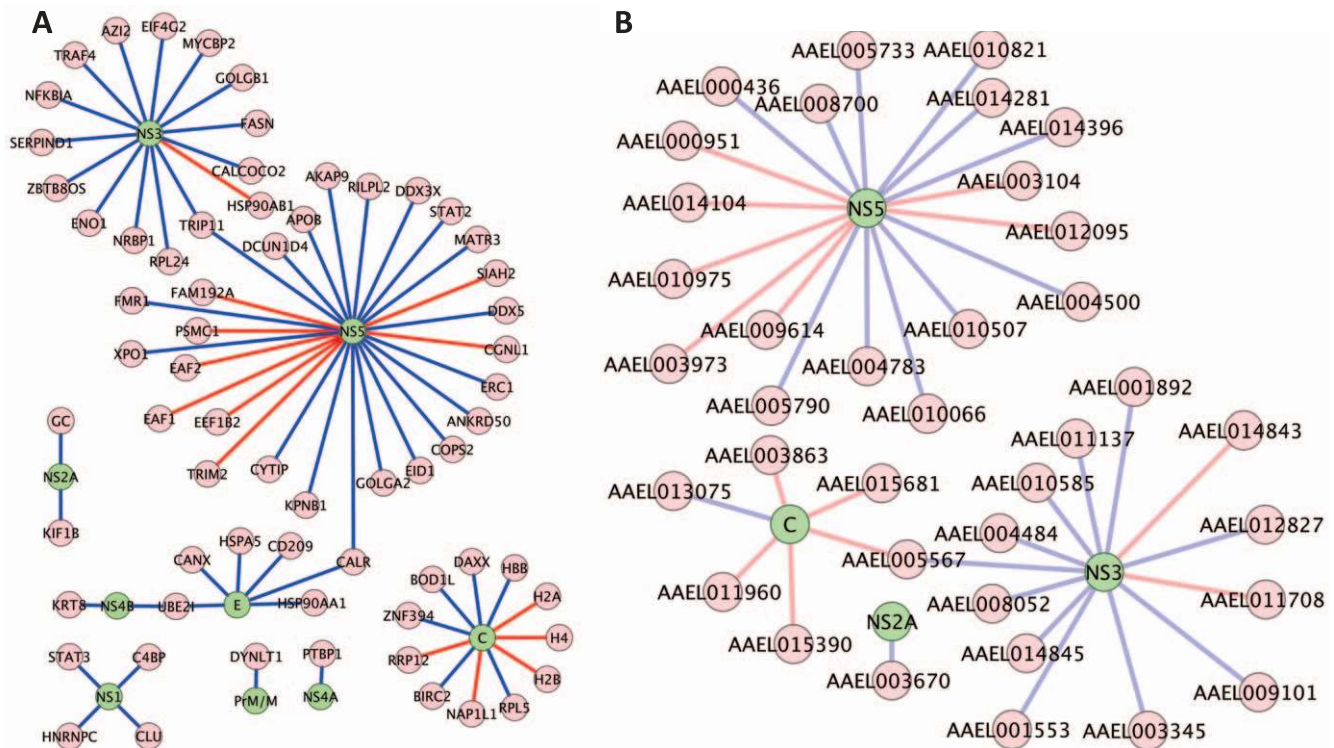 A
B
EIF4G2
AZI2
MYCBP2
TRAF4
GOLGB1
NFKBIA
FASN
NS3
SERPIND1
CALCOCO2
ZBTB8OS
HSP90AB1
ENO1
TRIP11
NRBP1
RPL24
AKAP9
RILPL2
DDX3X
APOB
STAT2
DCUN1D4
MATR3
SIAH2
FAM192A
FMR1
DDX5
PSMC1
NS5
XPO1
CGNL1
EAF2
ERC1
EAF1
EEF1B2
ANKRD50
COPS2
TRIM2
CYTIP
EID1
GOLGA2
KPNB1
GC
NS2A
KIF1B
HSPA5
CD209
CANX
CALR
KRT8
NS4B
UBE2I
E
HSP90AA1
DAXX
HBB
BOD1L
H2A
ZNF394
C
H4
RRP12
H2B
BIRC2
NAP1L1
RPL5
STAT3
C4BP
NS1
HNRNPC
CLU
DYNLT1
PrM/M
PTBP1
NS4A
AAEL005733
AAEL010821
AAEL000436
AAEL008700
AAEL014281
AAEL014396
AAEL000951
AAEL003104
AAEL014104
NS5
AAEL012095
AAEL010975
AAEL004500
AAEL009614
AAEL010507
AAEL003973
AAEL004783
AAEL005790
AAEL010066
AAEL001892
AAEL003863
AAEL011137
AAEL014843
AAEL013075
AAEL015681
AAEL010585
C
AAEL004484
AAEL012827
AAEL005567
NS3
AAEL011960
AAEL008052
AAEL011708
NS2A
AAEL015390
AAEL014845
AAEL003670
AAEL009101
AAEL001553
AAEL003345